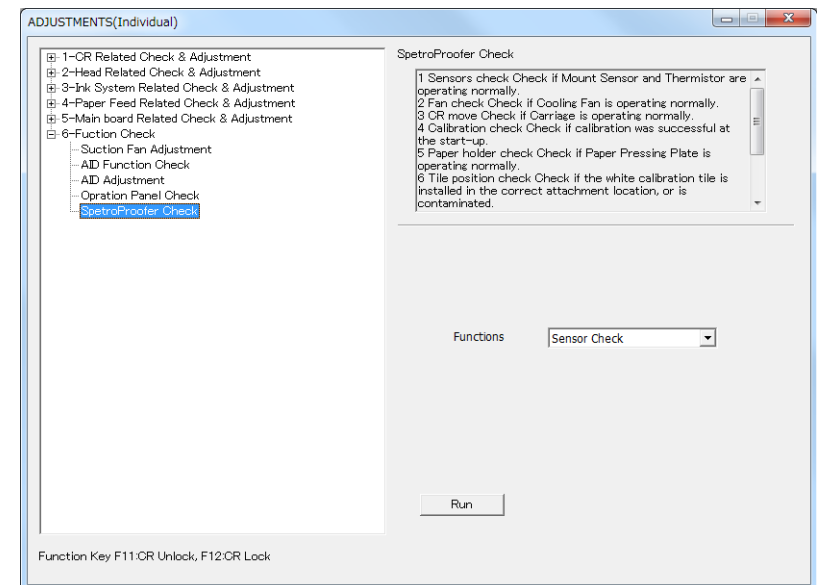 ADJUSTMENTS(Individual)
1-CR Related Check & Adjustment
2-Head Related Check & Adjustment
3-Ink System Related Check & Adjustment
4-Paper Feed Related Check & Adjustment
5-Main board Related Check & Adjustment
6-Fuction Check
Suction Fan Adjustment
AID Function Check
AID Adjustment
Opration Panel Check
SpetroProofer Check
SpetroProofer Check
1 Sensors check Check if Mount Sensor and Thermistor are
operating normally.
2 Fan check Check if Cooling Fan is operating normally.
3 CR move Check if Carriage is operating normally.
4 Calibration check Check if calibration was successful at
the start-up.
5 Paper holder check Check if Paper Pressing Plate is
operating normally.
6 Tile position check Check if the white calibration tile is
installed in the correct attachment location, or is
contaminated.
Functions
Sensor Check
Run
Function Key F11:CR Unlock, F12:CR Lock